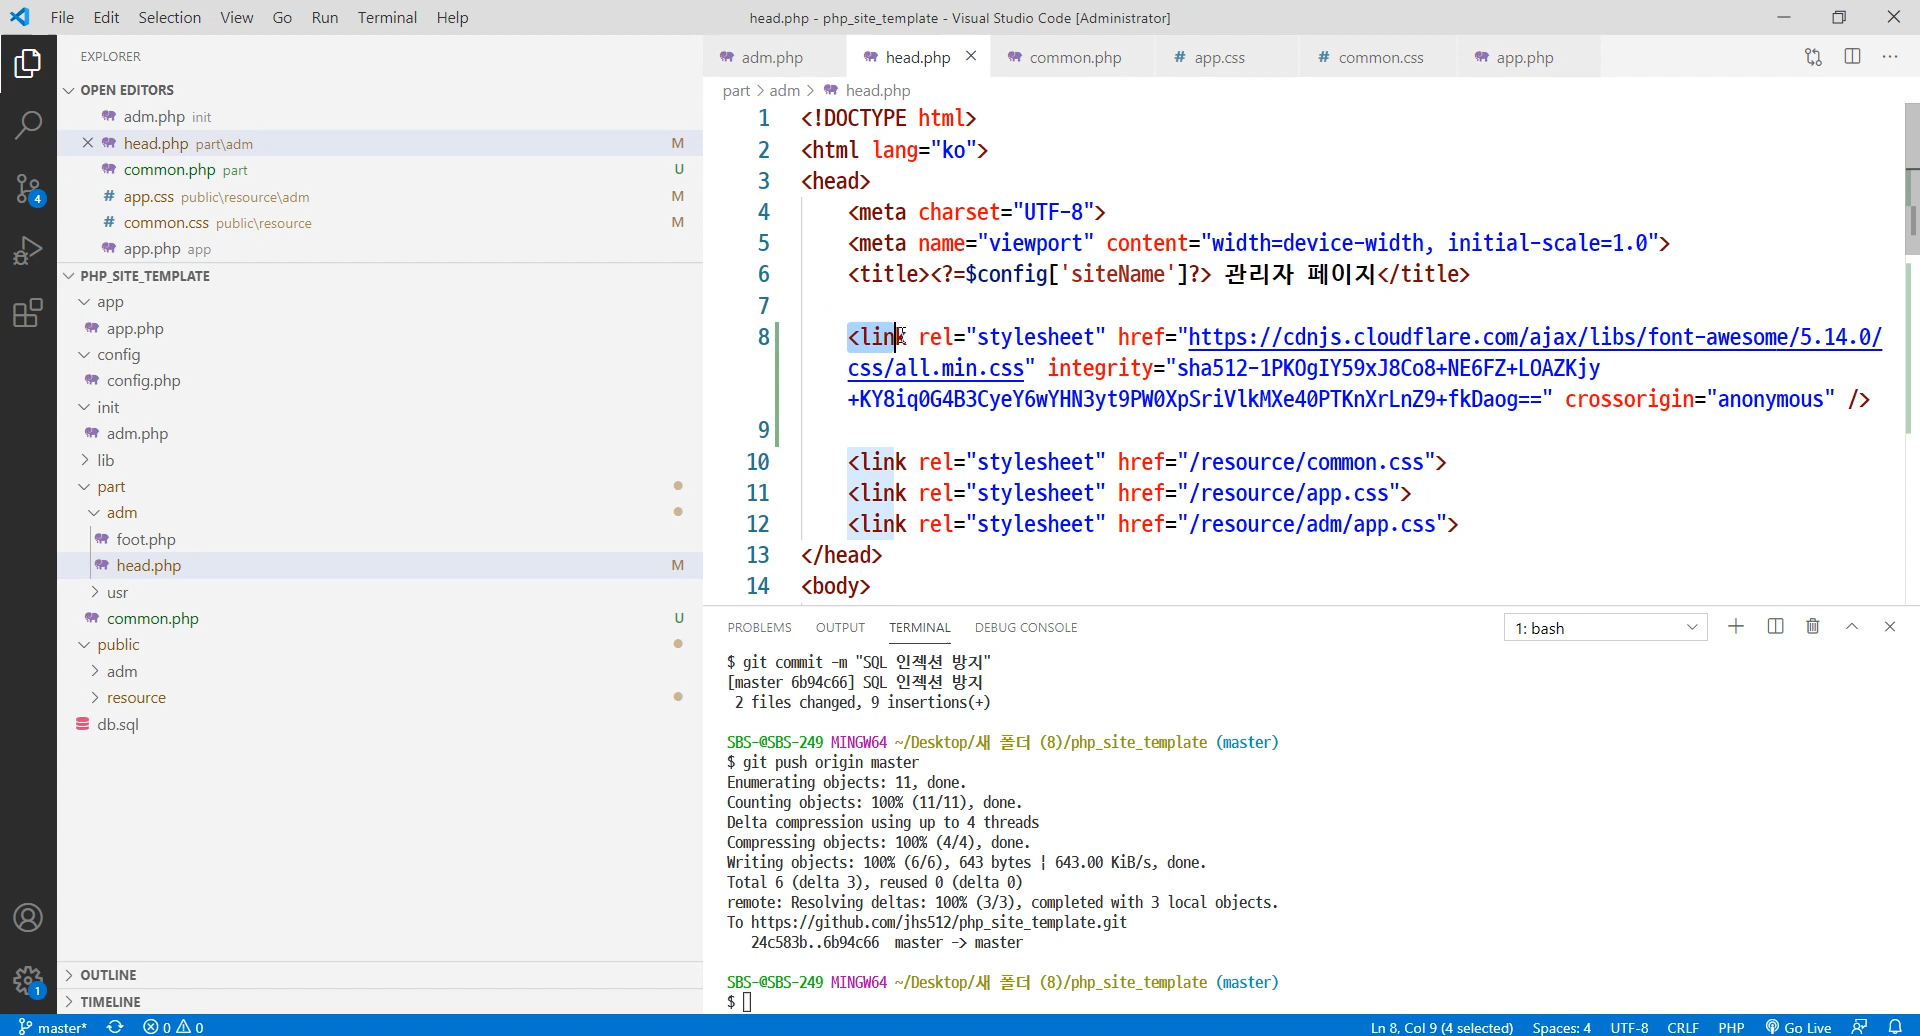 File Edit Selection View Go Run Terminal Help head.php - php_site_template - Visual Studio Code [Administrator]
EXPLORER
OPEN EDITORS
adm.php init
head.php part\adm M
common.php part U
app.css public\resource\adm M
common.css public\resource M
app.php app
PHP_SITE_TEMPLATE
app
app.php
config
config.php
init
adm.php
lib
part
adm
foot.php
head.php M
usr
common.php U
public
adm
resource
db.sql
OUTLINE
TIMELINE
4
1
adm.php head.php common.php # app.css # common.css app.php
part > adm > head.php
1 <!DOCTYPE html>
2 <html lang="ko">
3 <head>
4 <meta charset="UTF-8">
5 <meta name="viewport" content="width=device-width, initial-scale=1.0">
6 <title><?=$config['siteName']?> 관리자 페이지</title>
7
8 <link rel="stylesheet" href="https://cdnjs.cloudflare.com/ajax/libs/font-awesome/5.14.0/
css/all.min.css" integrity="sha512-1PKOgIY59xJ8Co8+NE6FZ+LOAZKjy
+KY8iq0G4B3CyeY6wYHN3yt9PW0XpSriVlkMXe40PTKnXrLnZ9+fkDaog==" crossorigin="anonymous" />
9
10 <link rel="stylesheet" href="/resource/common.css">
11 <link rel="stylesheet" href="/resource/app.css">
12 <link rel="stylesheet" href="/resource/adm/app.css">
13 </head>
14 <body>
PROBLEMS OUTPUT TERMINAL DEBUG CONSOLE 1: bash
$ git commit -m "SQL 인젝션 방지"
[master 6b94c66] SQL 인젝션 방지
2 files changed, 9 insertions(+)
SBS-@SBS-249 MINGW64 ~/Desktop/새 폴더 (8)/php_site_template (master)
$ git push origin master
Enumerating objects: 11, done.
Counting objects: 100% (11/11), done.
Delta compression using up to 4 threads
Compressing objects: 100% (4/4), done.
Writing objects: 100% (6/6), 643 bytes ¦ 643.00 KiB/s, done.
Total 6 (delta 3), reused 0 (delta 0)
remote: Resolving deltas: 100% (3/3), completed with 3 local objects.
To https://github.com/jhs512/php_site_template.git
24c583b..6b94c66 master -> master
SBS-@SBS-249 MINGW64 ~/Desktop/새 폴더 (8)/php_site_template (master)
$
master* 0 0 Ln 8, Col 9 (4 selected) Spaces: 4 UTF-8 CRLF PHP Go Live